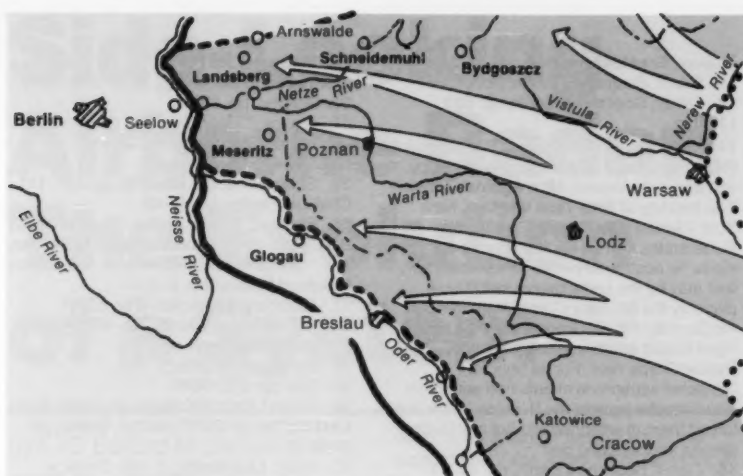 Arnswalde
Schneidemuhl
Bydgoszcz
Landsberg
Netze River
Vistula River
Narew River
Berlin
Seelow
Meseritz
Poznan
Warsaw
Warta River
Elbe River
Neisse River
Lodz
Glogau
Breslau
Oder River
Katowice
Cracow